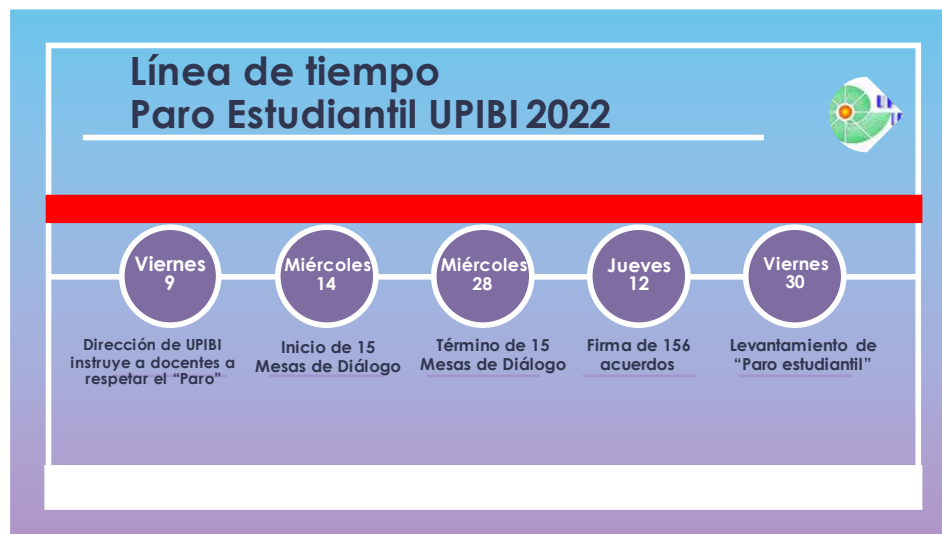 Línea de tiempo
Paro Estudiantil UPIBI 2022
Viernes
9
Miércoles
14
Miércoles
28
Jueves
12
Viernes
30
Dirección de UPIBI
instruye a docentes a
respetar el “Paro”
Inicio de 15
Mesas de Diálogo
Término de 15
Mesas de Diálogo
Firma de 156
acuerdos
Levantamiento de
“Paro estudiantil”